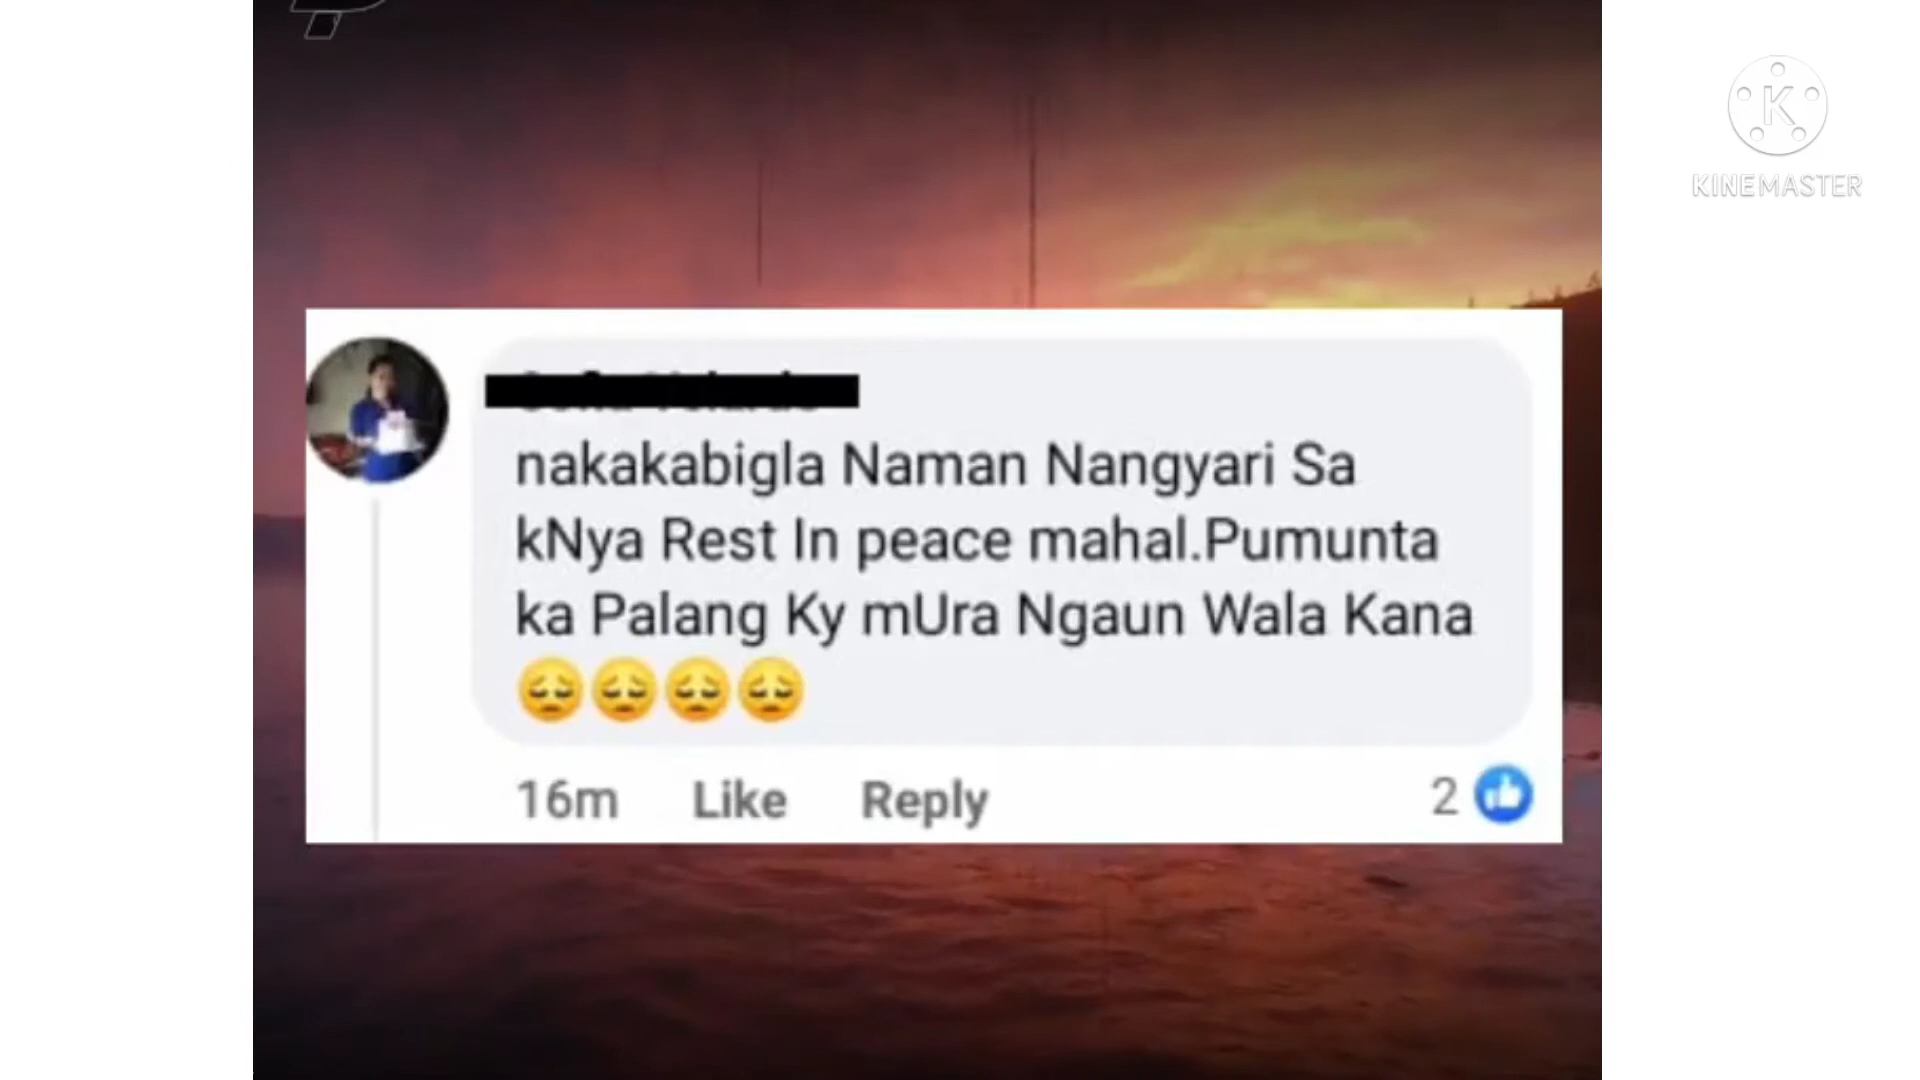 KINEMASTER
nakakabigla Naman Nangyari Sa
kNya Rest In peace mahal.Pumunta
ka Palang Ky mUra Ngaun Wala Kana
😔😔😔😔
16m Like Reply 2